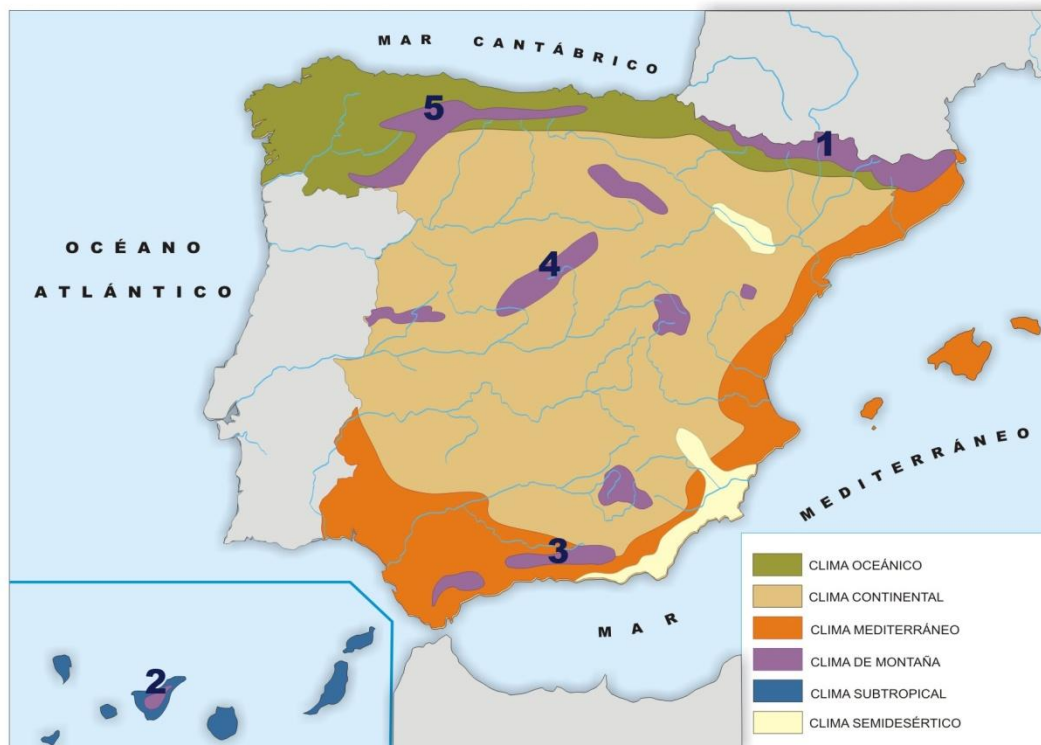 MAR CANTÁBRICO
5
1
OCÉANO
ATLÁNTICO
4
MEDITERRÁNEO
3
MAR
2
CLIMA OCEÁNICO
CLIMA CONTINENTAL
CLIMA MEDITERRÁNEO
CLIMA DE MONTAÑA
CLIMA SUBTROPICAL
CLIMA SEMIDESÉRTICO